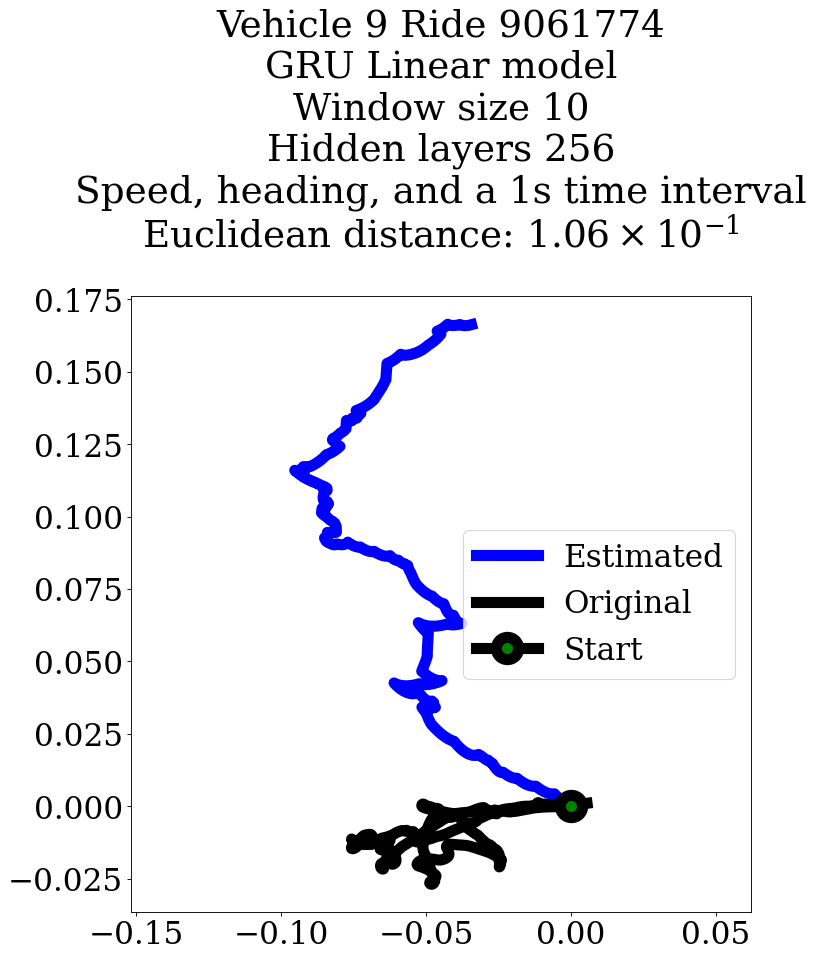 Vehicle 9 Ride 9061774
GRU Linear model
Window size 10
Hidden layers 256
Speed, heading, and a 1s time interval
Euclidean distance: 1.06 × 10⁻¹
0.175
0.150
0.125
0.100
0.075
0.050
0.025
0.000
−0.025
Estimated
Original
Start
−0.15 −0.10 −0.05 0.00 0.05